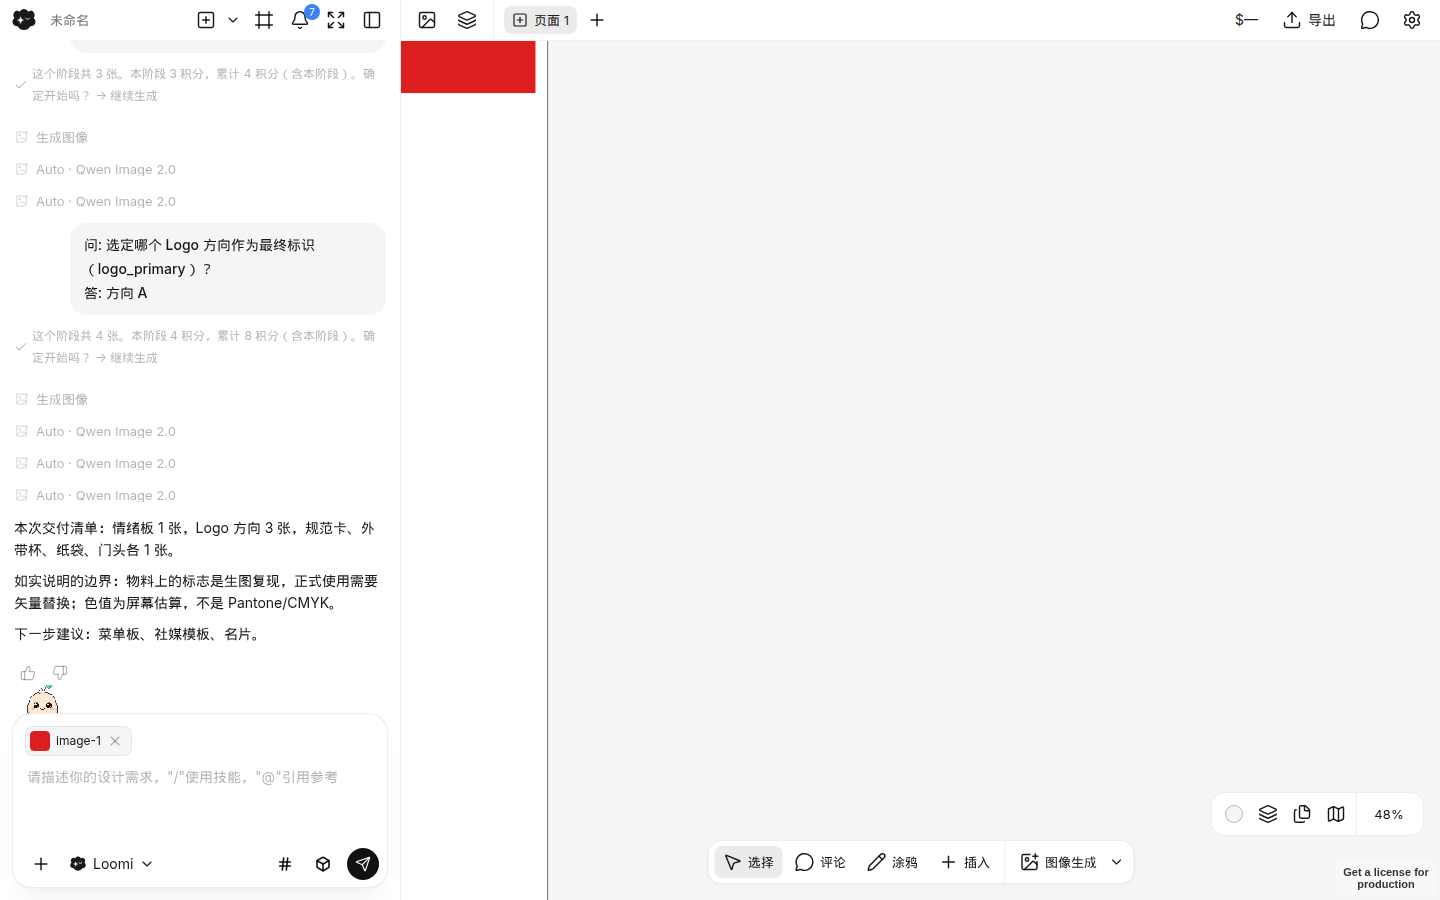 未命名
7
页面 1
$—
导出
这个阶段共 3 张。本阶段 3 积分，累计 4 积分（含本阶段）。确
定开始吗？ → 继续生成
生成图像
Auto · Qwen Image 2.0
Auto · Qwen Image 2.0
问: 选定哪个 Logo 方向作为最终标识
（logo_primary）？
答: 方向 A
这个阶段共 4 张。本阶段 4 积分，累计 8 积分（含本阶段）。确
定开始吗？ → 继续生成
生成图像
Auto · Qwen Image 2.0
Auto · Qwen Image 2.0
Auto · Qwen Image 2.0
本次交付清单：情绪板 1 张，Logo 方向 3 张，规范卡、外
带杯、纸袋、门头各 1 张。
如实说明的边界：物料上的标志是生图复现，正式使用需要
矢量替换；色值为屏幕估算，不是 Pantone/CMYK。
下一步建议：菜单板、社媒模板、名片。
image-1
请描述你的设计需求，"/"使用技能，"@"引用参考
Loomi
选择
评论
涂鸦
插入
图像生成
48%
Get a license for
production